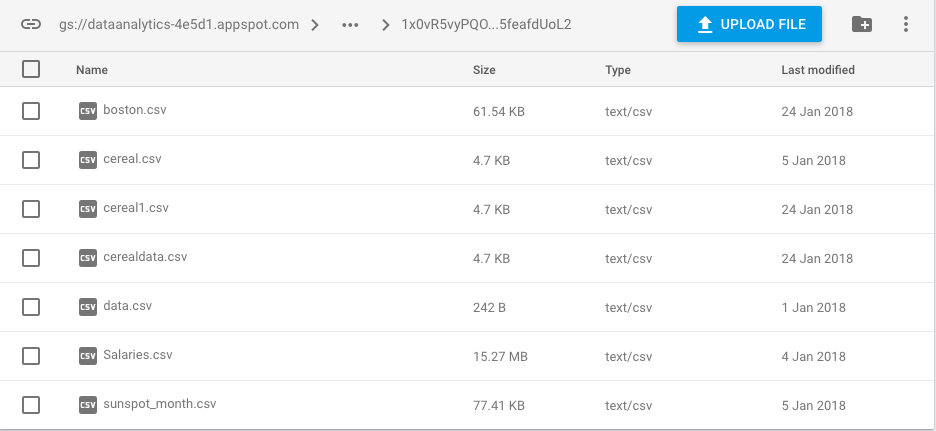 gs://dataanalytics-4e5d1.appspot.com > ... > 1x0vR5vyPQO...5feafdUoL2 UPLOAD FILE
Name Size Type Last modified
CSV boston.csv 61.54 KB text/csv 24 Jan 2018
CSV cereal.csv 4.7 KB text/csv 5 Jan 2018
CSV cereal1.csv 4.7 KB text/csv 24 Jan 2018
CSV cerealdata.csv 4.7 KB text/csv 24 Jan 2018
CSV data.csv 242 B text/csv 1 Jan 2018
CSV Salaries.csv 15.27 MB text/csv 4 Jan 2018
CSV sunspot_month.csv 77.41 KB text/csv 5 Jan 2018